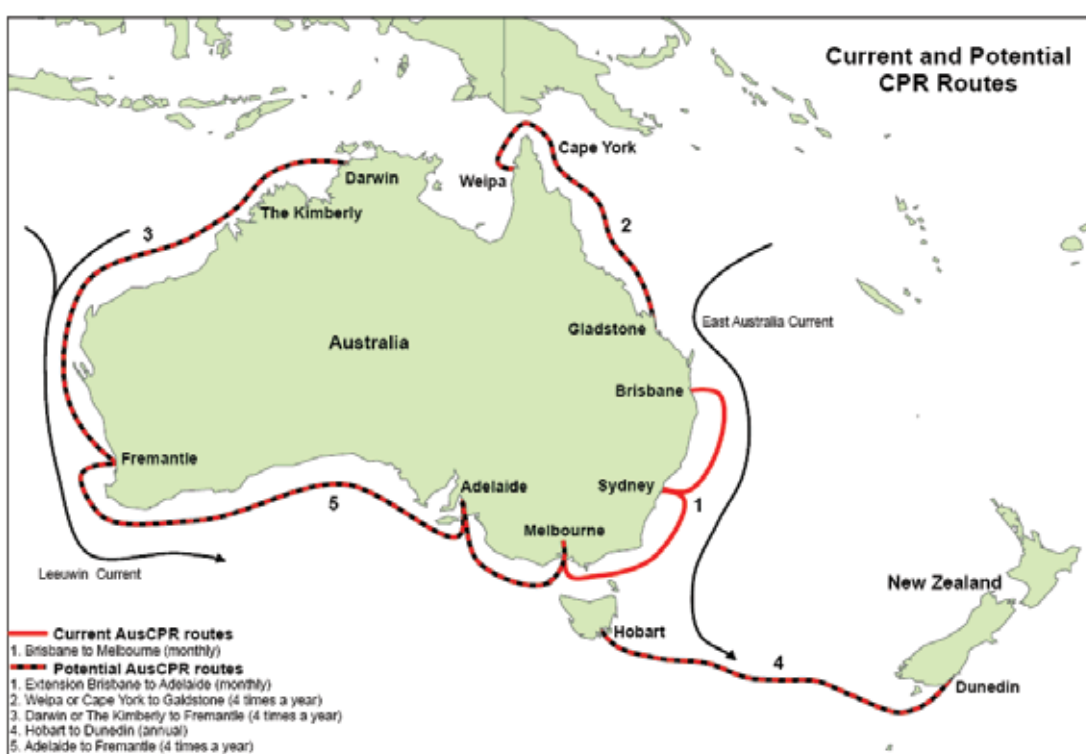 Current and Potential
CPR Routes
Cape York
Weipa
Darwin
The Kimberly
3
2
Gladstone
East Australia Current
Australia
Brisbane
Fremantle
Adelaide
Sydney
5
1
Melbourne
Leeuwin Current
New Zealand
Hobart
4
Dunedin
Current AusCPR routes
1. Brisbane to Melbourne (monthly)
Potential AusCPR routes
1. Extension Brisbane to Adelaide (monthly)
2. Weipa or Cape York to Galdstone (4 times a year)
3. Darwin or The Kimberly to Fremantle (4 times a year)
4. Hobart to Dunedin (annual)
5. Adelaide to Fremantle (4 times a year)